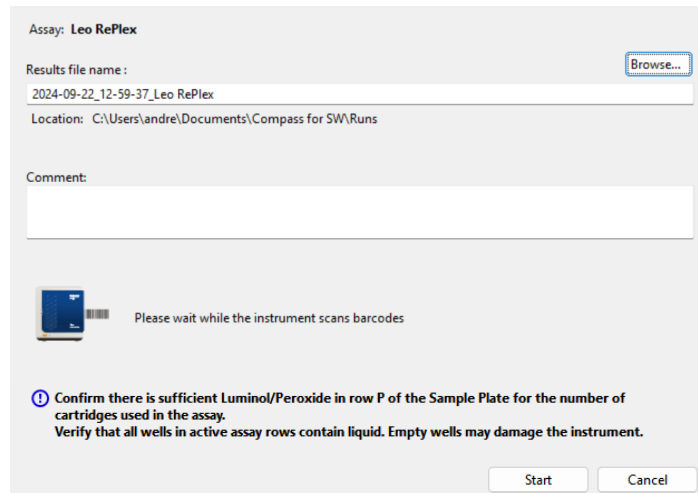 Assay: Leo RePlex
Browse...
Results file name :
2024-09-22_12-59-37_Leo RePlex
Location: C:\Users\andre\Documents\Compass for SW\Runs
Comment:
Please wait while the instrument scans barcodes
Confirm there is sufficient Luminol/Peroxide in row P of the Sample Plate for the number of
cartridges used in the assay.
Verify that all wells in active assay rows contain liquid. Empty wells may damage the instrument.
Start Cancel